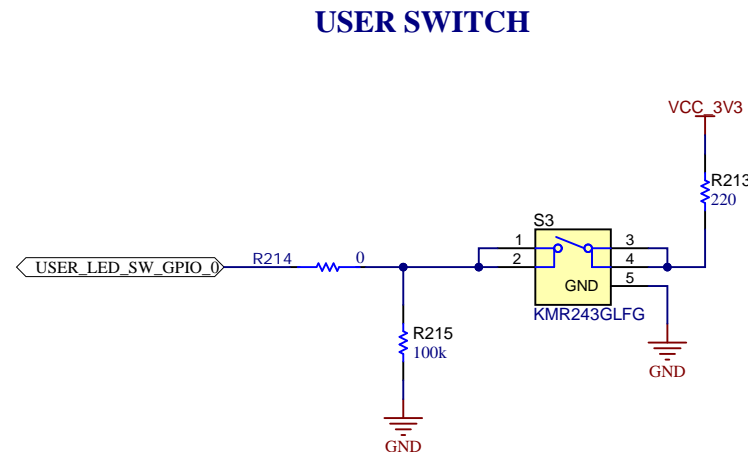 USER SWITCH
VCC_3V3
R213
220
S3
1
3
R214
0
2
4
USER_LED_SW_GPIO_0
GND
5
KMR243GLFG
R215
100k
GND
GND